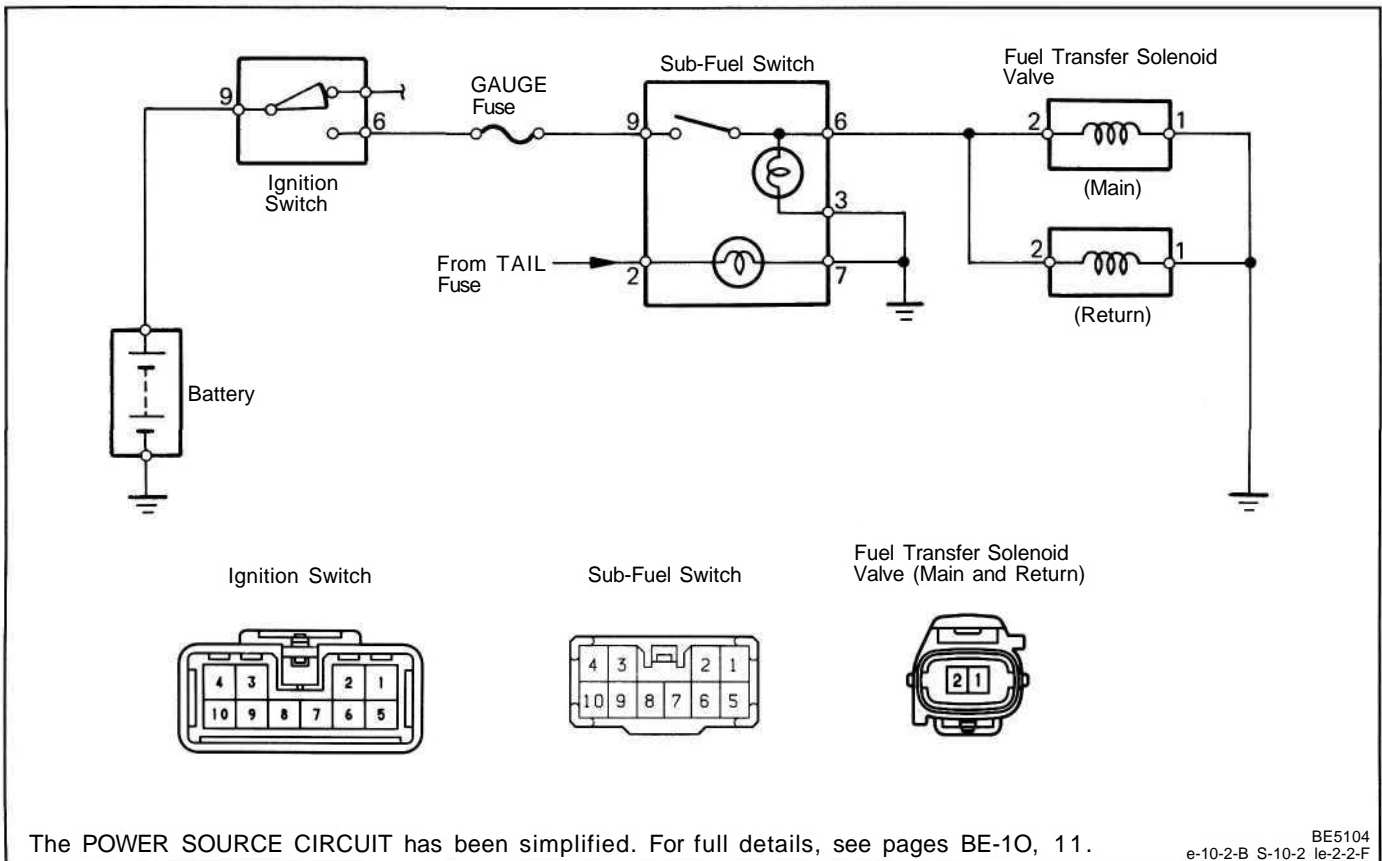 Sub-Fuel Switch
Fuel Transfer Solenoid
Valve
GAUGE
Fuse
9
6
9
6
2
1
Ignition
Switch
(Main)
3
From TAIL
Fuse
2
7
2
1
(Return)
Battery
Ignition Switch
Sub-Fuel Switch
Fuel Transfer Solenoid
Valve (Main and Return)
4 3 2 1
10 9 8 7 6 5
4 3 2 1
10 9 8 7 6 5
2 1
The POWER SOURCE CIRCUIT has been simplified. For full details, see pages BE-1O, 11.
BE5104
e-10-2-B S-10-2 le-2-2-F